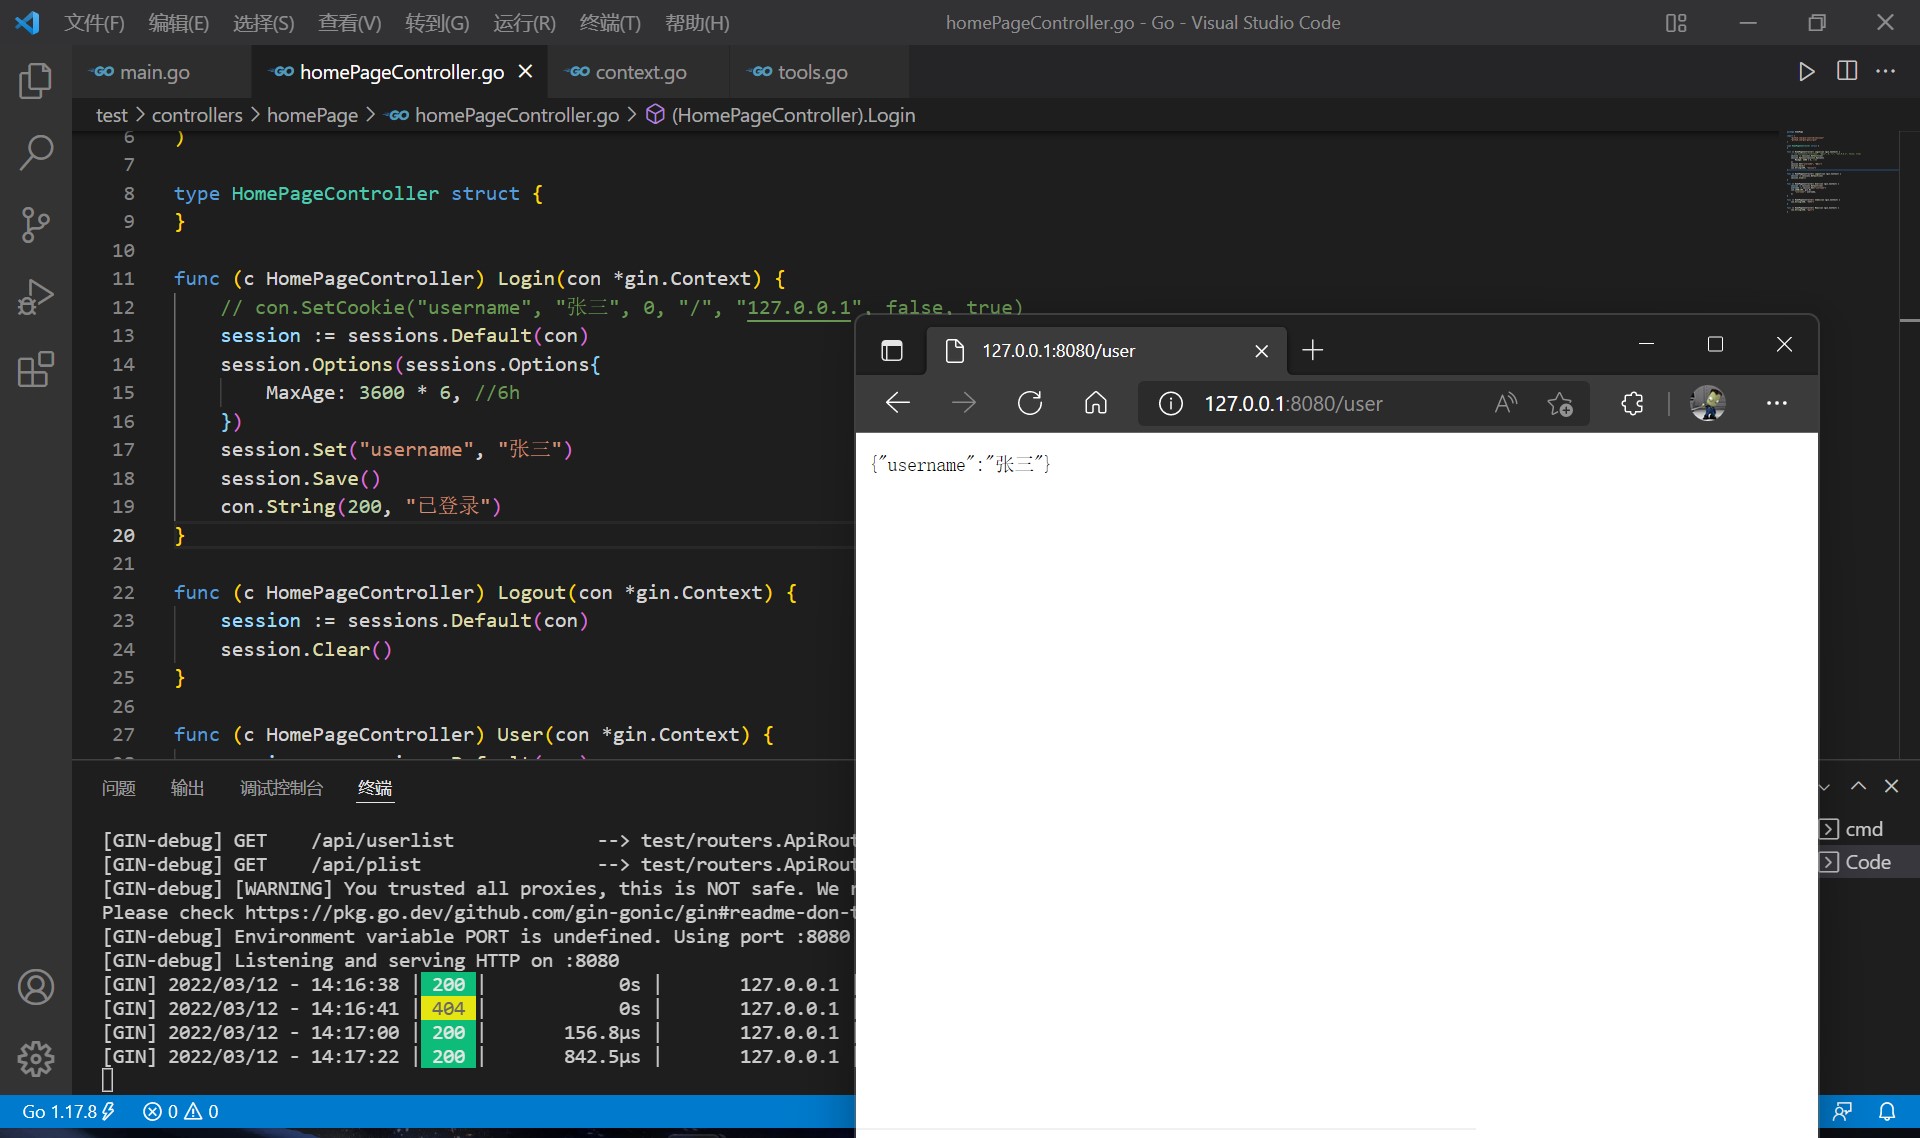 文件(F) 编辑(E) 选择(S) 查看(V) 转到(G) 运行(R) 终端(T) 帮助(H) homePageController.go - Go - Visual Studio Code
GO main.go GO homePageController.go GO context.go GO tools.go
test > controllers > homePage > GO homePageController.go > (HomePageController).Login
6 )
7
8 type HomePageController struct {
9 }
10
11 func (c HomePageController) Login(con *gin.Context) {
12 // con.SetCookie("username", "张三", 0, "/", "127.0.0.1", false, true)
13 session := sessions.Default(con)
14 session.Options(sessions.Options{
15 MaxAge: 3600 * 6, //6h
16 })
17 session.Set("username", "张三")
18 session.Save()
19 con.String(200, "已登录")
20 }
21
22 func (c HomePageController) Logout(con *gin.Context) {
23 session := sessions.Default(con)
24 session.Clear()
25 }
26
27 func (c HomePageController) User(con *gin.Context) {
127.0.0.1:8080/user
127.0.0.1:8080/user
{"username":"张三"}
问题 输出 调试控制台 终端
[GIN-debug] GET /api/userlist --> test/routers.ApiRout
[GIN-debug] GET /api/plist --> test/routers.ApiRout
[GIN-debug] [WARNING] You trusted all proxies, this is NOT safe. We
Please check https://pkg.go.dev/github.com/gin-gonic/gin#readme-don-t
[GIN-debug] Environment variable PORT is undefined. Using port :8080
[GIN-debug] Listening and serving HTTP on :8080
[GIN] 2022/03/12 - 14:16:38 | 200 | 0s | 127.0.0.1
[GIN] 2022/03/12 - 14:16:41 | 404 | 0s | 127.0.0.1
[GIN] 2022/03/12 - 14:17:00 | 200 | 156.8µs | 127.0.0.1
[GIN] 2022/03/12 - 14:17:22 | 200 | 842.5µs | 127.0.0.1
cmd
Code
Go 1.17.8 0 0